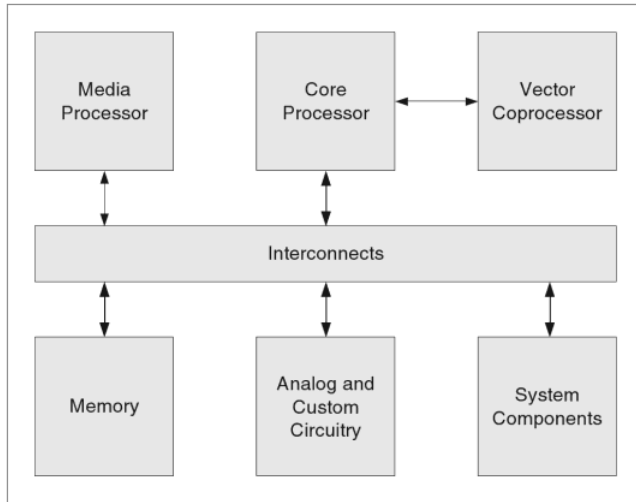 Media
Processor
Core
Processor
Vector
Coprocessor
Interconnects
Memory
Analog and
Custom
Circuitry
System
Components